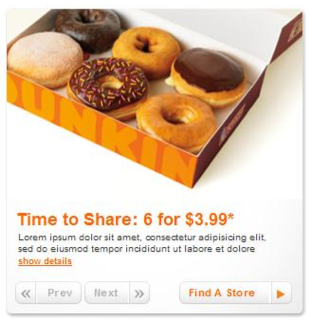 DUNKIN'
Time to Share: 6 for $3.99*
Lorem ipsum dolor sit amet, consectetur adipisicing elit,
sed do eiusmod tempor incididunt ut labore et dolore
show details
« Prev
Next »
Find A Store ▶